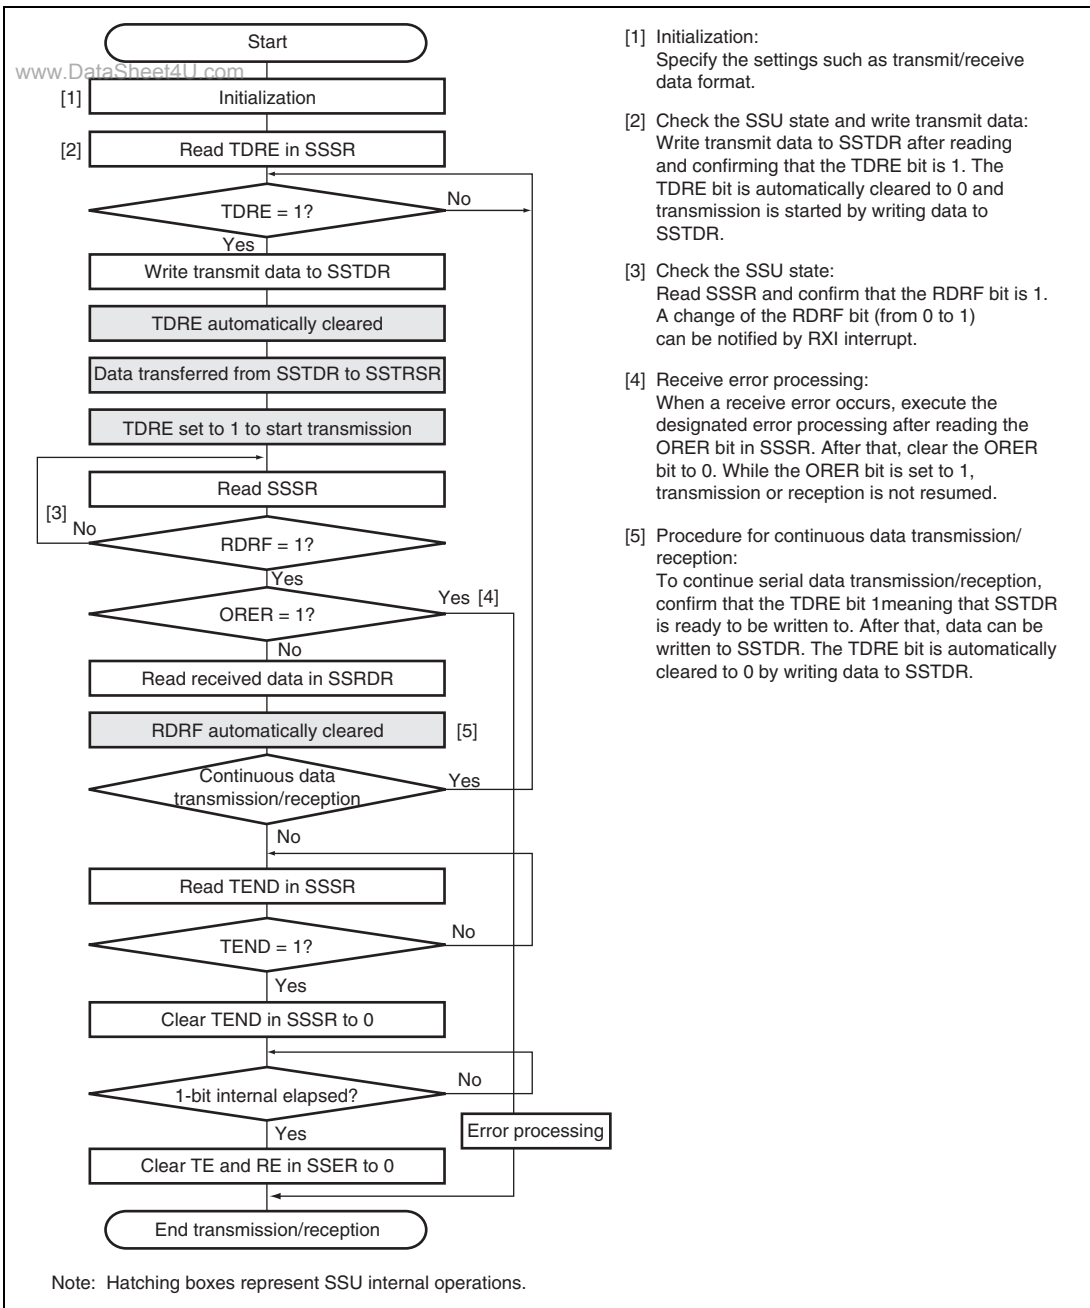 Start
www.DataSheet4U.com
[1] Initialization
[2] Read TDRE in SSSR
TDRE = 1?
No
Yes
Write transmit data to SSTDR
TDRE automatically cleared
Data transferred from SSTDR to SSTRSR
TDRE set to 1 to start transmission
Read SSSR
[3]
No
RDRF = 1?
Yes
ORER = 1?
Yes [4]
No
Read received data in SSRDR
RDRF automatically cleared
[5]
Continuous data
transmission/reception
Yes
No
Read TEND in SSSR
TEND = 1?
No
Yes
Clear TEND in SSSR to 0
1-bit internal elapsed?
No
Yes
Error processing
Clear TE and RE in SSER to 0
End transmission/reception
[1] Initialization:
Specify the settings such as transmit/receive
data format.
[2] Check the SSU state and write transmit data:
Write transmit data to SSTDR after reading
and confirming that the TDRE bit is 1. The
TDRE bit is automatically cleared to 0 and
transmission is started by writing data to
SSTDR.
[3] Check the SSU state:
Read SSSR and confirm that the RDRF bit is 1.
A change of the RDRF bit (from 0 to 1)
can be notified by RXI interrupt.
[4] Receive error processing:
When a receive error occurs, execute the
designated error processing after reading the
ORER bit in SSSR. After that, clear the ORER
bit to 0. While the ORER bit is set to 1,
transmission or reception is not resumed.
[5] Procedure for continuous data transmission/
reception:
To continue serial data transmission/reception,
confirm that the TDRE bit 1meaning that SSTDR
is ready to be written to. After that, data can be
written to SSTDR. The TDRE bit is automatically
cleared to 0 by writing data to SSTDR.
Note: Hatching boxes represent SSU internal operations.